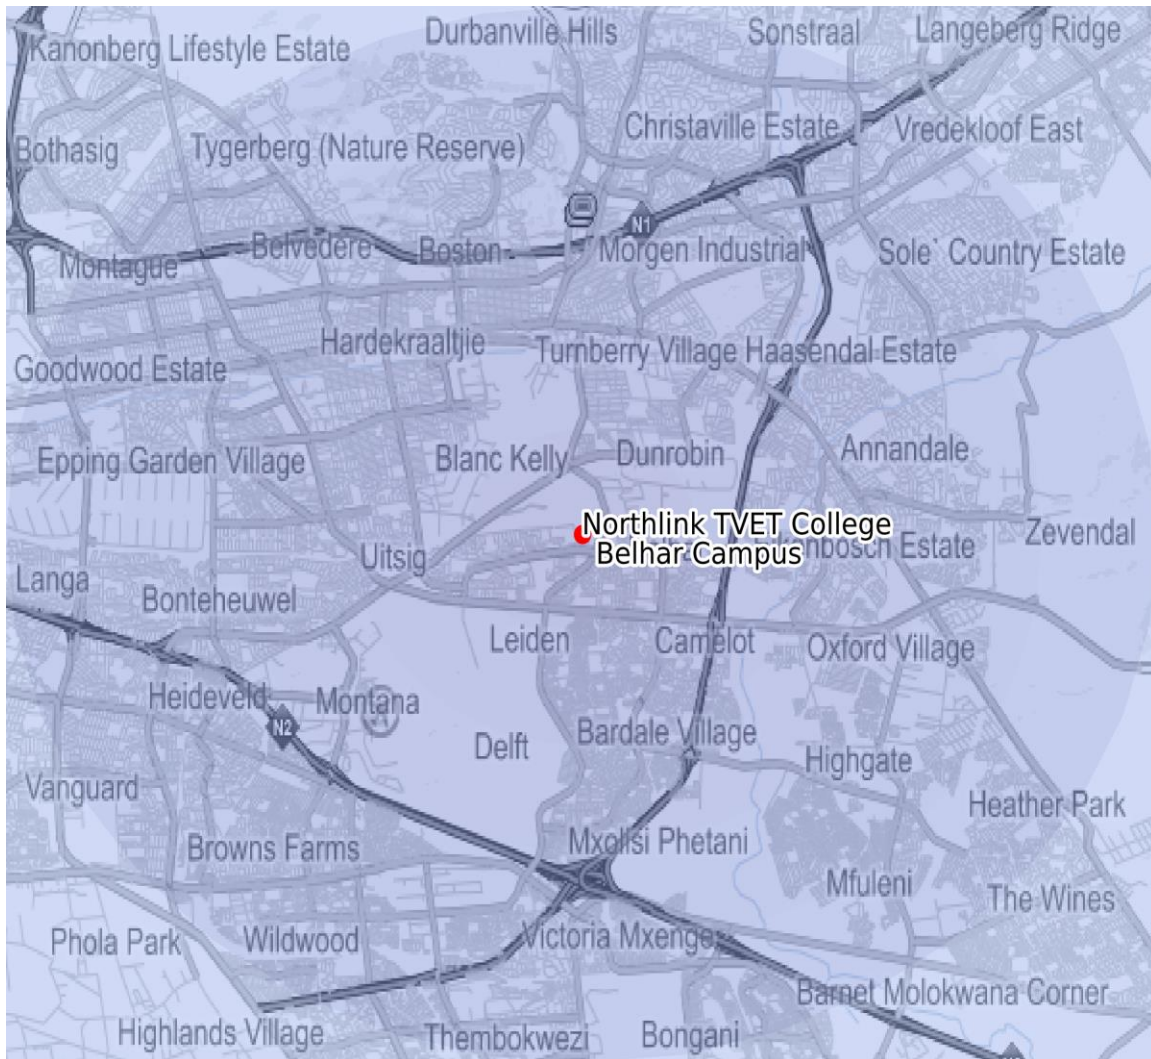 Durbanville Hills
Sonstraal
Langeberg Ridge
Kanonberg Lifestyle Estate
Christaville Estate
Vredekloof East
Bothasig
Tygerberg (Nature Reserve)
N1
Belvedere
Boston
Morgen Industrial
Sole` Country Estate
Montague
Hardekraaltjie
Turnberry Village
Haasendal Estate
Goodwood Estate
Epping Garden Village
Blanc Kelly
Dunrobin
Annandale
Northlink TVET College
Belhar Campus
Estate
Zevendal
Uitsig
Langa
Bonteheuwel
Leiden
Camelot
Oxford Village
Heideveld
Montana
N2
Delft
Bardale Village
Highgate
Vanguard
Heather Park
Browns Farms
Mxolisi Phetani
Mfuleni
The Wines
Phola Park
Wildwood
Victoria Mxenge
Barnet Molokwana Corner
Highlands Village
Thembokwezi
Bongani